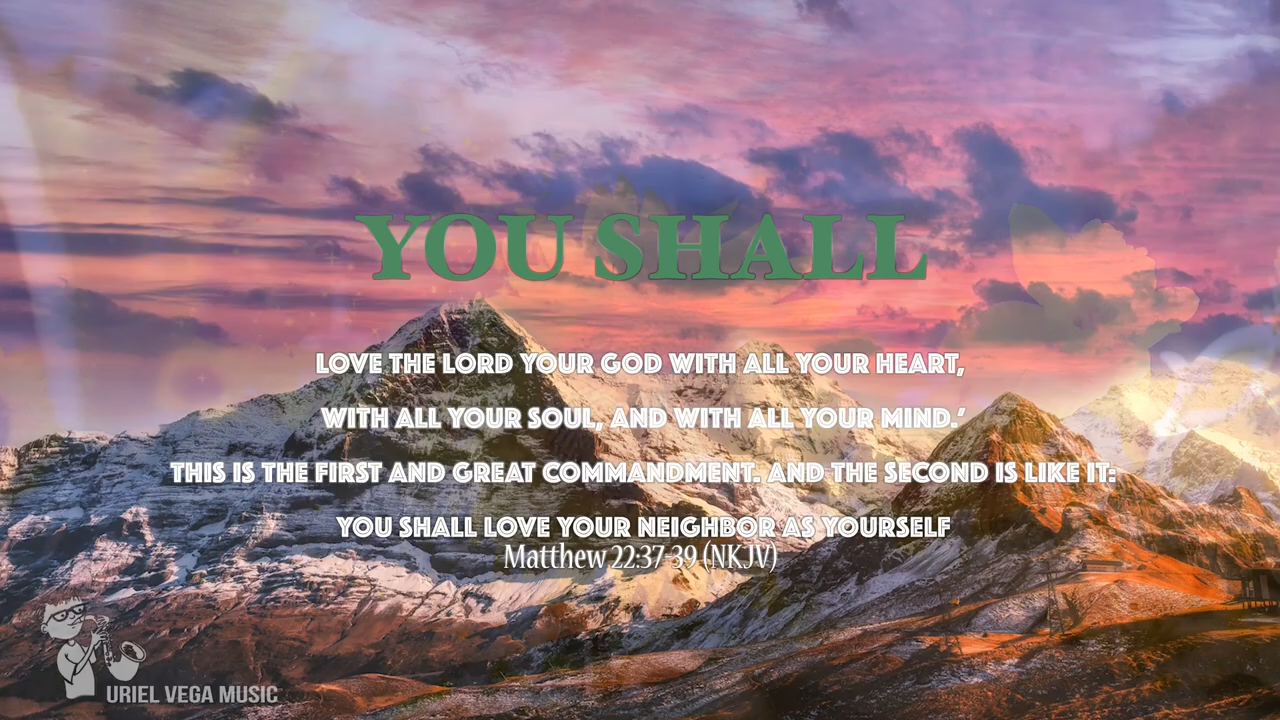 YOU SHALL
LOVE THE LORD YOUR GOD WITH ALL YOUR HEART,
WITH ALL YOUR SOUL, AND WITH ALL YOUR MIND.’
THIS IS THE FIRST AND GREAT COMMANDMENT. AND THE SECOND IS LIKE IT:
YOU SHALL LOVE YOUR NEIGHBOR AS YOURSELF
Matthew 22:37-39 (NKJV)
URIEL VEGA MUSIC